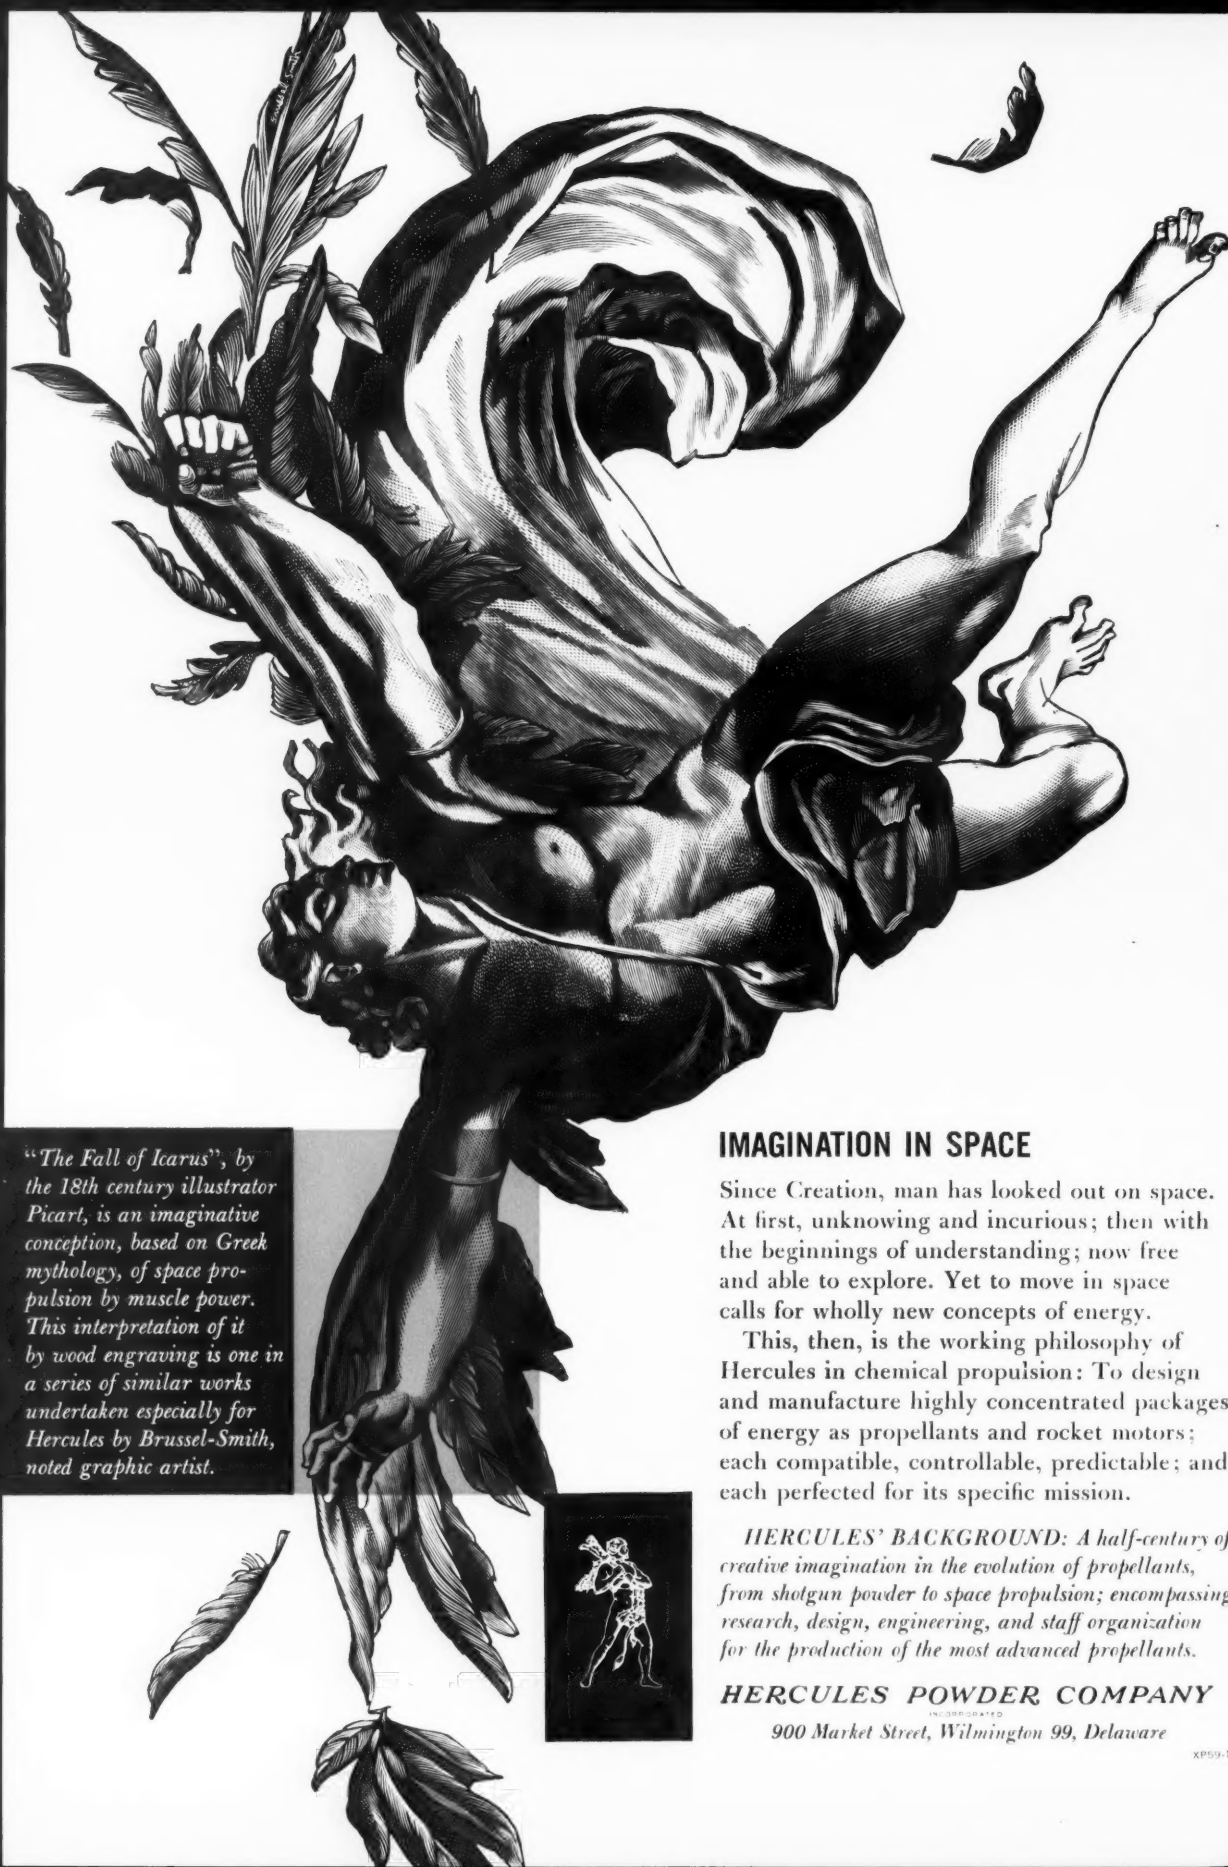 Brussel-Smith
"The Fall of Icarus", by
the 18th century illustrator
Picart, is an imaginative
conception, based on Greek
mythology, of space pro-
pulsion by muscle power.
This interpretation of it
by wood engraving is one in
a series of similar works
undertaken especially for
Hercules by Brussel-Smith,
noted graphic artist.
IMAGINATION IN SPACE
Since Creation, man has looked out on space.
At first, unknowing and incurious; then with
the beginnings of understanding; now free
and able to explore. Yet to move in space
calls for wholly new concepts of energy.
This, then, is the working philosophy of
Hercules in chemical propulsion: To design
and manufacture highly concentrated packages
of energy as propellants and rocket motors;
each compatible, controllable, predictable; and
each perfected for its specific mission.
HERCULES' BACKGROUND: A half-century of
creative imagination in the evolution of propellants,
from shotgun powder to space propulsion; encompassing
research, design, engineering, and staff organization
for the production of the most advanced propellants.
HERCULES POWDER COMPANY
INCORPORATED
900 Market Street, Wilmington 99, Delaware